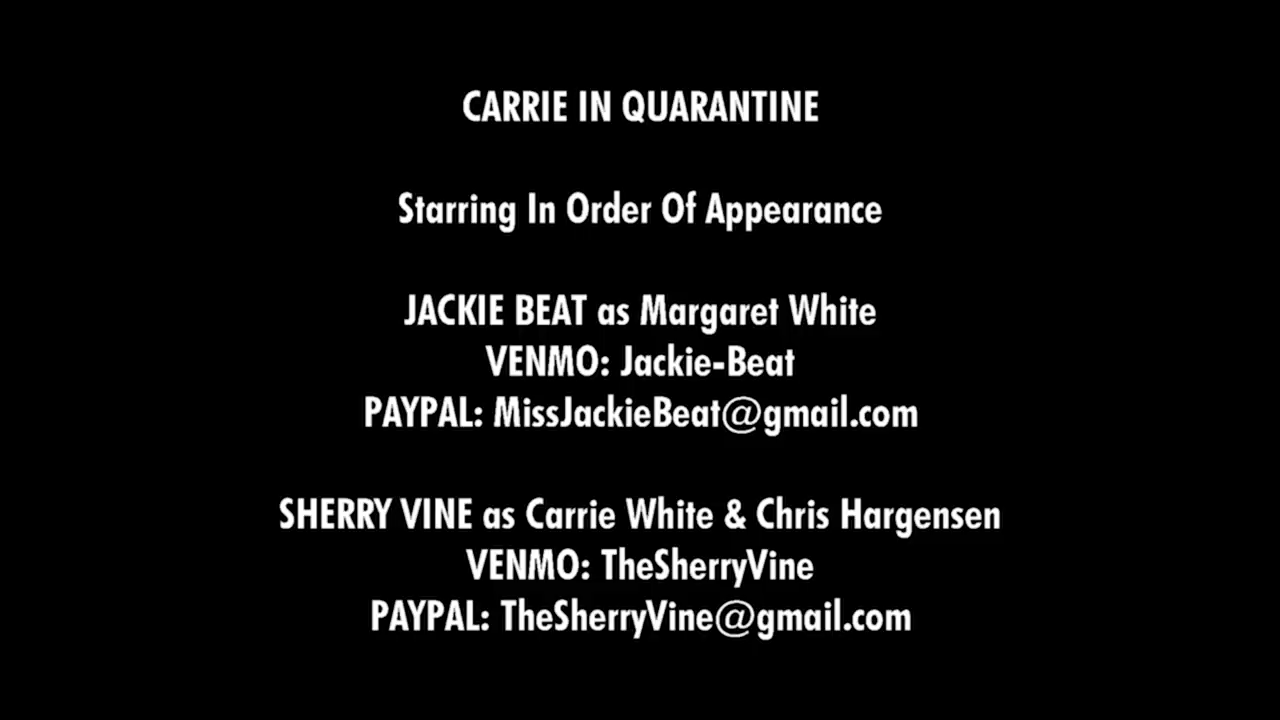 CARRIE IN QUARANTINE
Starring In Order Of Appearance
JACKIE BEAT as Margaret White
VENMO: Jackie-Beat
PAYPAL: MissJackieBeat@gmail.com
SHERRY VINE as Carrie White & Chris Hargensen
VENMO: TheSherryVine
PAYPAL: TheSherryVine@gmail.com